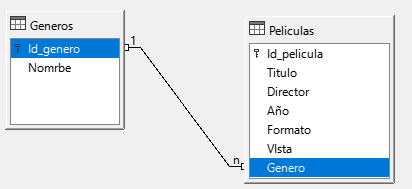 Generos
Id_genero
Nomrbe
1
n
Peliculas
Id_pelicula
Titulo
Director
Año
Formato
VIsta
Genero